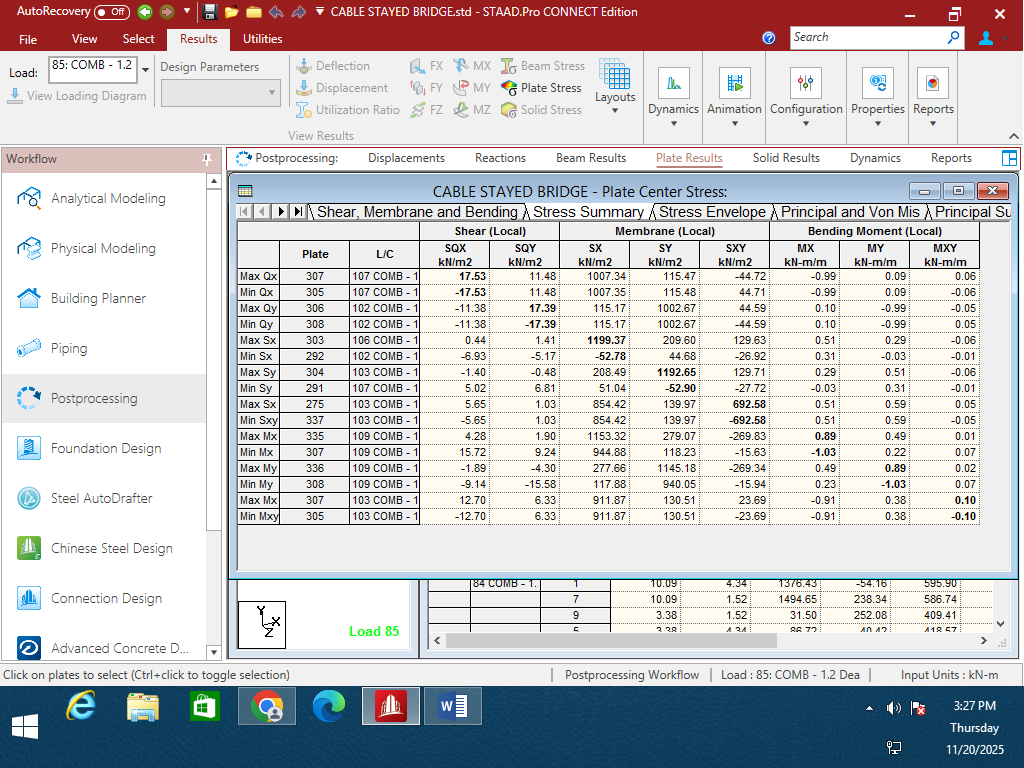 AutoRecovery Off CABLE STAYED BRIDGE.std - STAAD.Pro CONNECT Edition
File View Select Results Utilities Search
Load: 85: COMB - 1.2 Design Parameters Deflection FX MX Beam Stress
View Loading Diagram Displacement FY MY Plate Stress Layouts Dynamics Animation Configuration Properties Reports
Utilization Ratio FZ MZ Solid Stress
View Results
Workflow
Postprocessing: Displacements Reactions Beam Results Plate Results Solid Results Dynamics Reports
Analytical Modeling
Physical Modeling
Building Planner
Piping
Postprocessing
Foundation Design
Steel AutoDrafter
Chinese Steel Design
Connection Design
Advanced Concrete D...
CABLE STAYED BRIDGE - Plate Center Stress:
Shear, Membrane and Bending Stress Summary Stress Envelope Principal and Von Mis Principal Su
Shear (Local) Membrane (Local) Bending Moment (Local)
Plate L/C SQX kN/m2 SQY kN/m2 SX kN/m2 SY kN/m2 SXY kN/m2 MX kN-m/m MY kN-m/m MXY kN-m/m
Max Qx 307 107 COMB - 1 17.53 11.48 1007.34 115.47 -44.72 -0.99 0.09 0.06
Min Qx 305 107 COMB - 1 -17.53 11.48 1007.35 115.48 44.71 -0.99 0.09 -0.06
Max Qy 306 102 COMB - 1 -11.38 17.39 115.17 1002.67 44.59 0.10 -0.99 -0.05
Min Qy 308 102 COMB - 1 -11.38 -17.39 115.17 1002.67 -44.59 0.10 -0.99 0.05
Max Sx 303 106 COMB - 1 0.44 1.41 1199.37 209.60 129.63 0.51 0.29 -0.06
Min Sx 292 102 COMB - 1 -6.93 -5.17 -52.78 44.68 -26.92 0.31 -0.03 -0.01
Max Sy 304 103 COMB - 1 -1.40 -0.48 208.49 1192.65 129.71 0.29 0.51 -0.06
Min Sy 291 107 COMB - 1 5.02 6.81 51.04 -52.90 -27.72 -0.03 0.31 -0.01
Max Sx 275 103 COMB - 1 5.65 1.03 854.42 139.97 692.58 0.51 0.59 0.05
Min Sxy 337 103 COMB - 1 -5.65 1.03 854.42 139.97 -692.58 0.51 0.59 -0.05
Max Mx 335 109 COMB - 1 4.28 1.90 1153.32 279.07 -269.83 0.89 0.49 0.01
Min Mx 307 109 COMB - 1 15.72 9.24 944.88 118.23 -15.63 -1.03 0.22 0.07
Max My 336 109 COMB - 1 -1.89 -4.30 277.66 1145.18 -269.34 0.49 0.89 0.02
Min My 308 109 COMB - 1 -9.14 -15.58 117.88 940.05 -15.94 0.23 -1.03 0.07
Max Mx 307 103 COMB - 1 12.70 6.33 911.87 130.51 23.69 -0.91 0.38 0.10
Min Mxy 305 103 COMB - 1 -12.70 6.33 911.87 130.51 -23.69 -0.91 0.38 -0.10
84 COMB - 1. 1 10.09 4.34 1376.43 -54.16 595.90
7 10.09 1.52 1494.65 238.34 586.74
9 3.38 1.52 31.50 252.08 409.41
5 3.38 4.34 86.72 40.42 418.57
Y X Z
Load 85
Click on plates to select (Ctrl+click to toggle selection) Postprocessing Workflow Load : 85: COMB - 1.2 Dea Input Units : kN-m
3:27 PM
Thursday
11/20/2025